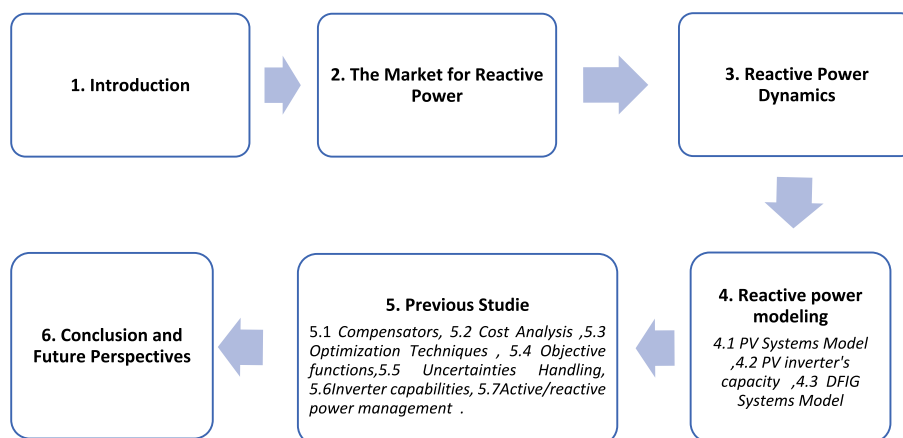 1. Introduction
2. The Market for Reactive
Power
3. Reactive Power
Dynamics
4. Reactive power
modeling
4.1 PV Systems Model
,4.2 PV inverter's
capacity ,4.3 DFIG
Systems Model
5. Previous Studie
5.1 Compensators, 5.2 Cost Analysis ,5.3
Optimization Techniques , 5.4 Objective
functions,5.5 Uncertainties Handling,
5.6Inverter capabilities, 5.7Active/reactive
power management .
6. Conclusion and
Future Perspectives